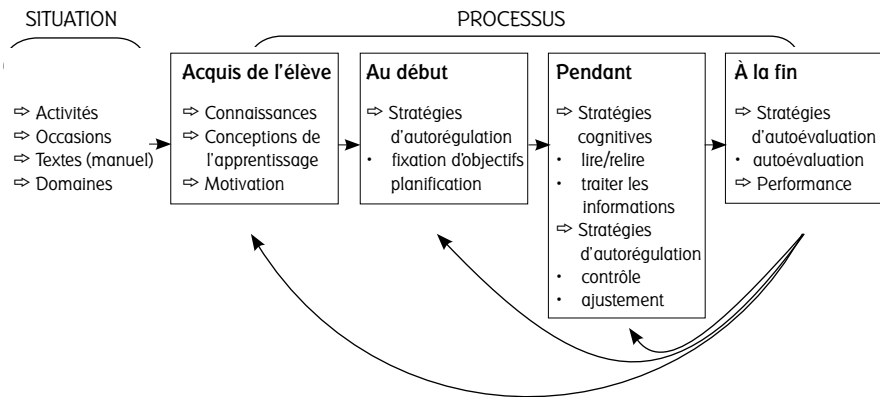 SITUATION
PROCESSUS
⇨ Activités
⇨ Occasions
⇨ Textes (manuel)
⇨ Domaines
Acquis de l'élève
⇨ Connaissances
⇨ Conceptions de
l'apprentissage
⇨ Motivation
Au début
⇨ Stratégies
d'autorégulation
• fixation d'objectifs
planification
Pendant
⇨ Stratégies
cognitives
• lire/relire
• traiter les
informations
⇨ Stratégies
d'autorégulation
• contrôle
• ajustement
À la fin
⇨ Stratégies
d'autoévaluation
• autoévaluation
⇨ Performance